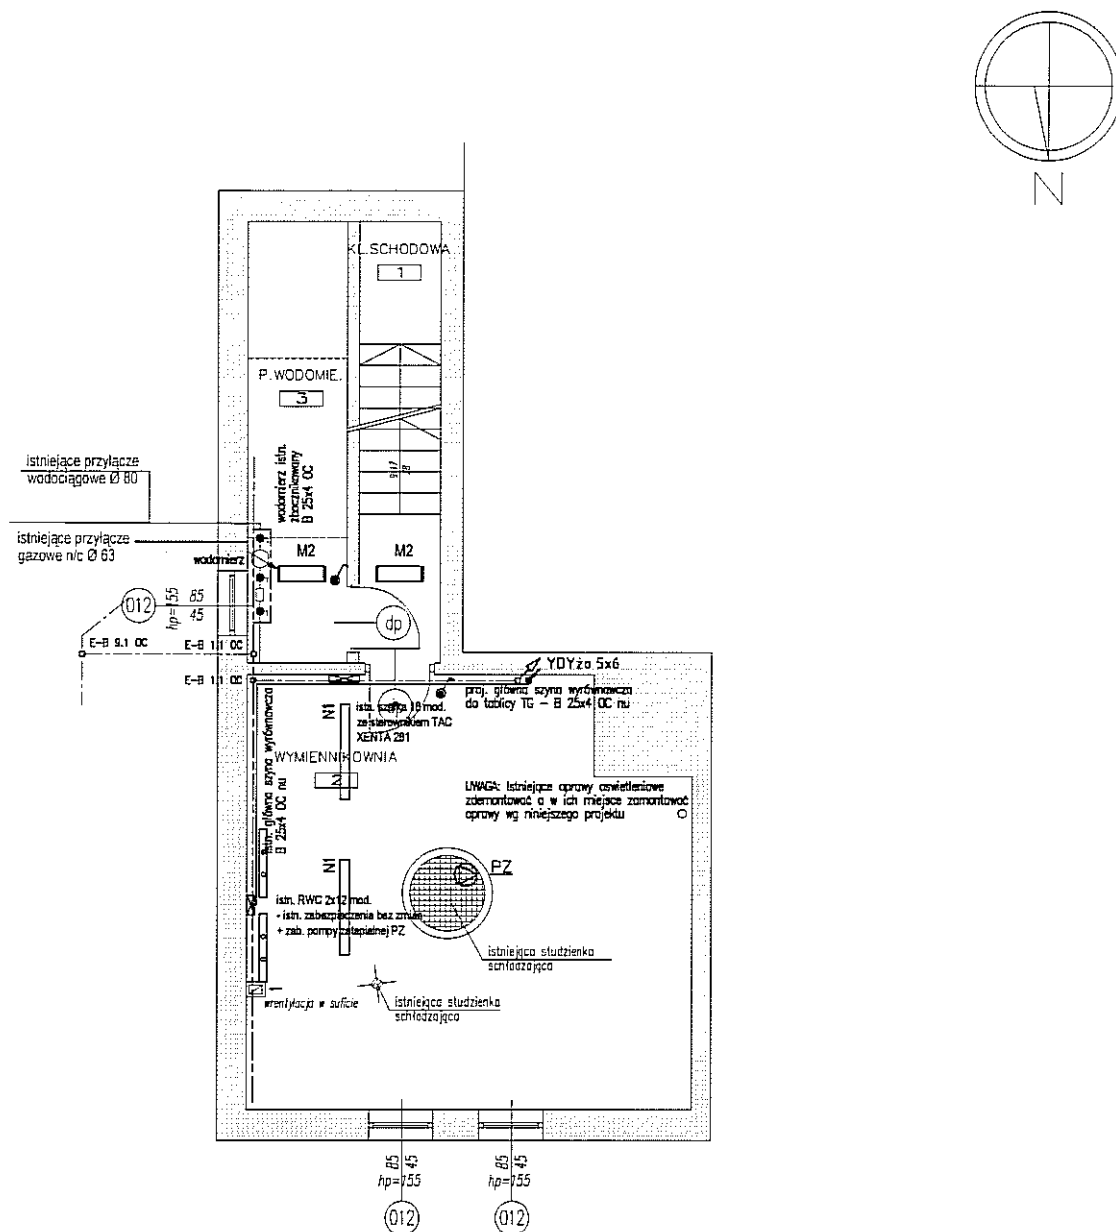 N
KL.SCHODOWA
1
P. WODOMIE.
3
wodomierz istn.
zbocznikowany
B 25x4 OC
9x17
28
istniejące przyłącze
wodociągowe Ø 80
istniejące przyłącze
gazowe n/c Ø 63
wodomierz
M2
M2
012
hp=155
85
45
dp
E-B 9.1 OC
E-B 1.1 OC
E-B 1.1 OC
YDYżo 5x6
proj. główna szyna wyrównawcza
do tablicy TG - B 25x4 OC nu
dp
istn. szafka 18 mod.
ze sterownikiem TAC
XENTA 281
N1
istn. główna szyna wyrównawcza
B 25x4 OC nu
WYMIENNIKOWNIA
2
UWAGA: Istniejące oprawy oświetleniowe
zdemontować a w ich miejsce zamontować
oprawy wg niniejszego projektu
N1
PZ
istn. RWC 2x12 mod.
- istn. zabezpieczenia bez zmian
+ zab. pompy zatapialnej PZ
istniejąca studzienka
schładzająca
wentylacja w suficie
istniejąca studzienka
schładzająca
85
45
hp=155
012
85
45
hp=155
012